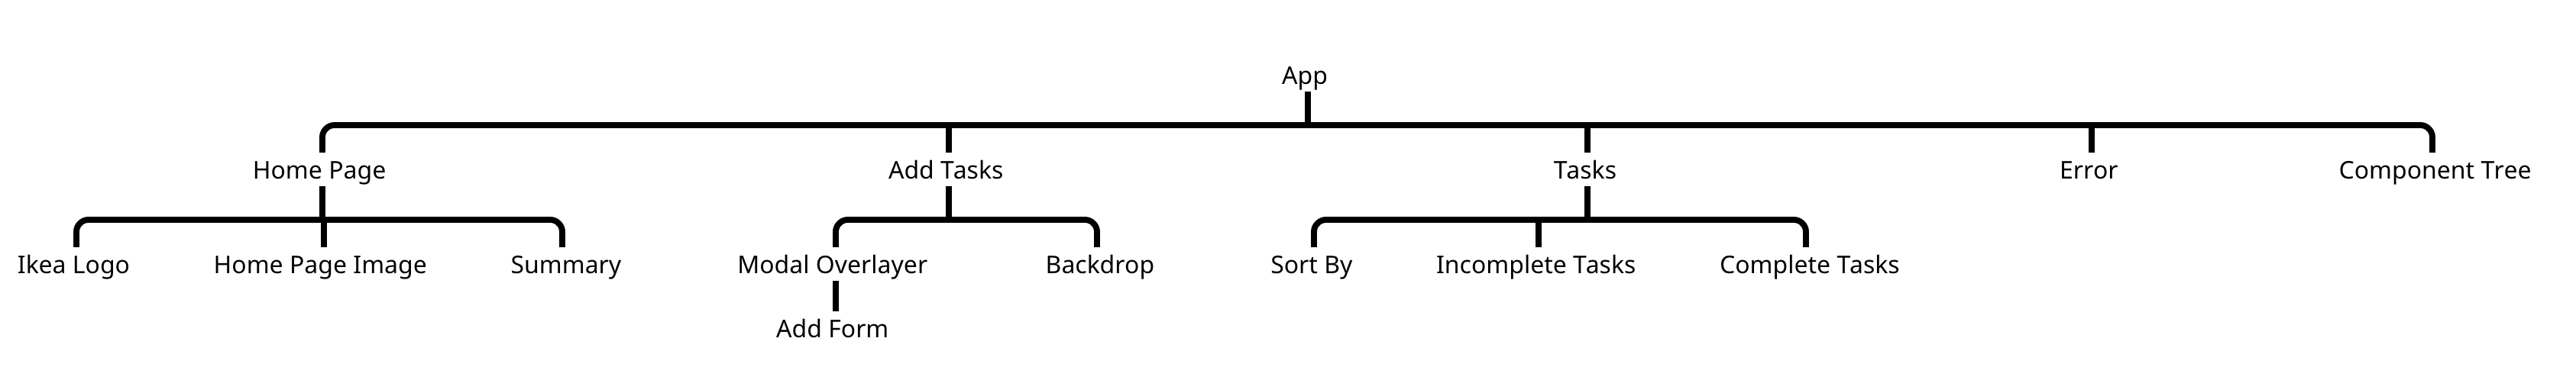 App
Home Page
Add Tasks
Tasks
Error
Component Tree
Ikea Logo
Home Page Image
Summary
Modal Overlayer
Backdrop
Sort By
Incomplete Tasks
Complete Tasks
Add Form